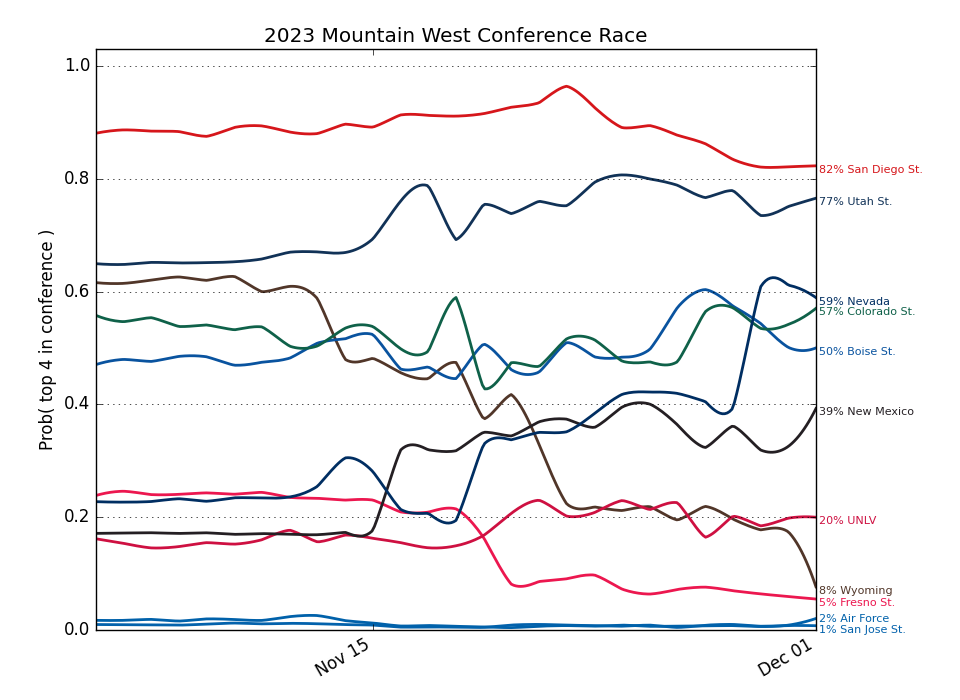 2023 Mountain West Conference Race
1.0
0.8
0.6
0.4
0.2
0.0
Prob( top 4 in conference )
Nov 15
Dec 01
82% San Diego St.
77% Utah St.
59% Nevada
57% Colorado St.
50% Boise St.
39% New Mexico
20% UNLV
8% Wyoming
5% Fresno St.
2% Air Force
1% San Jose St.